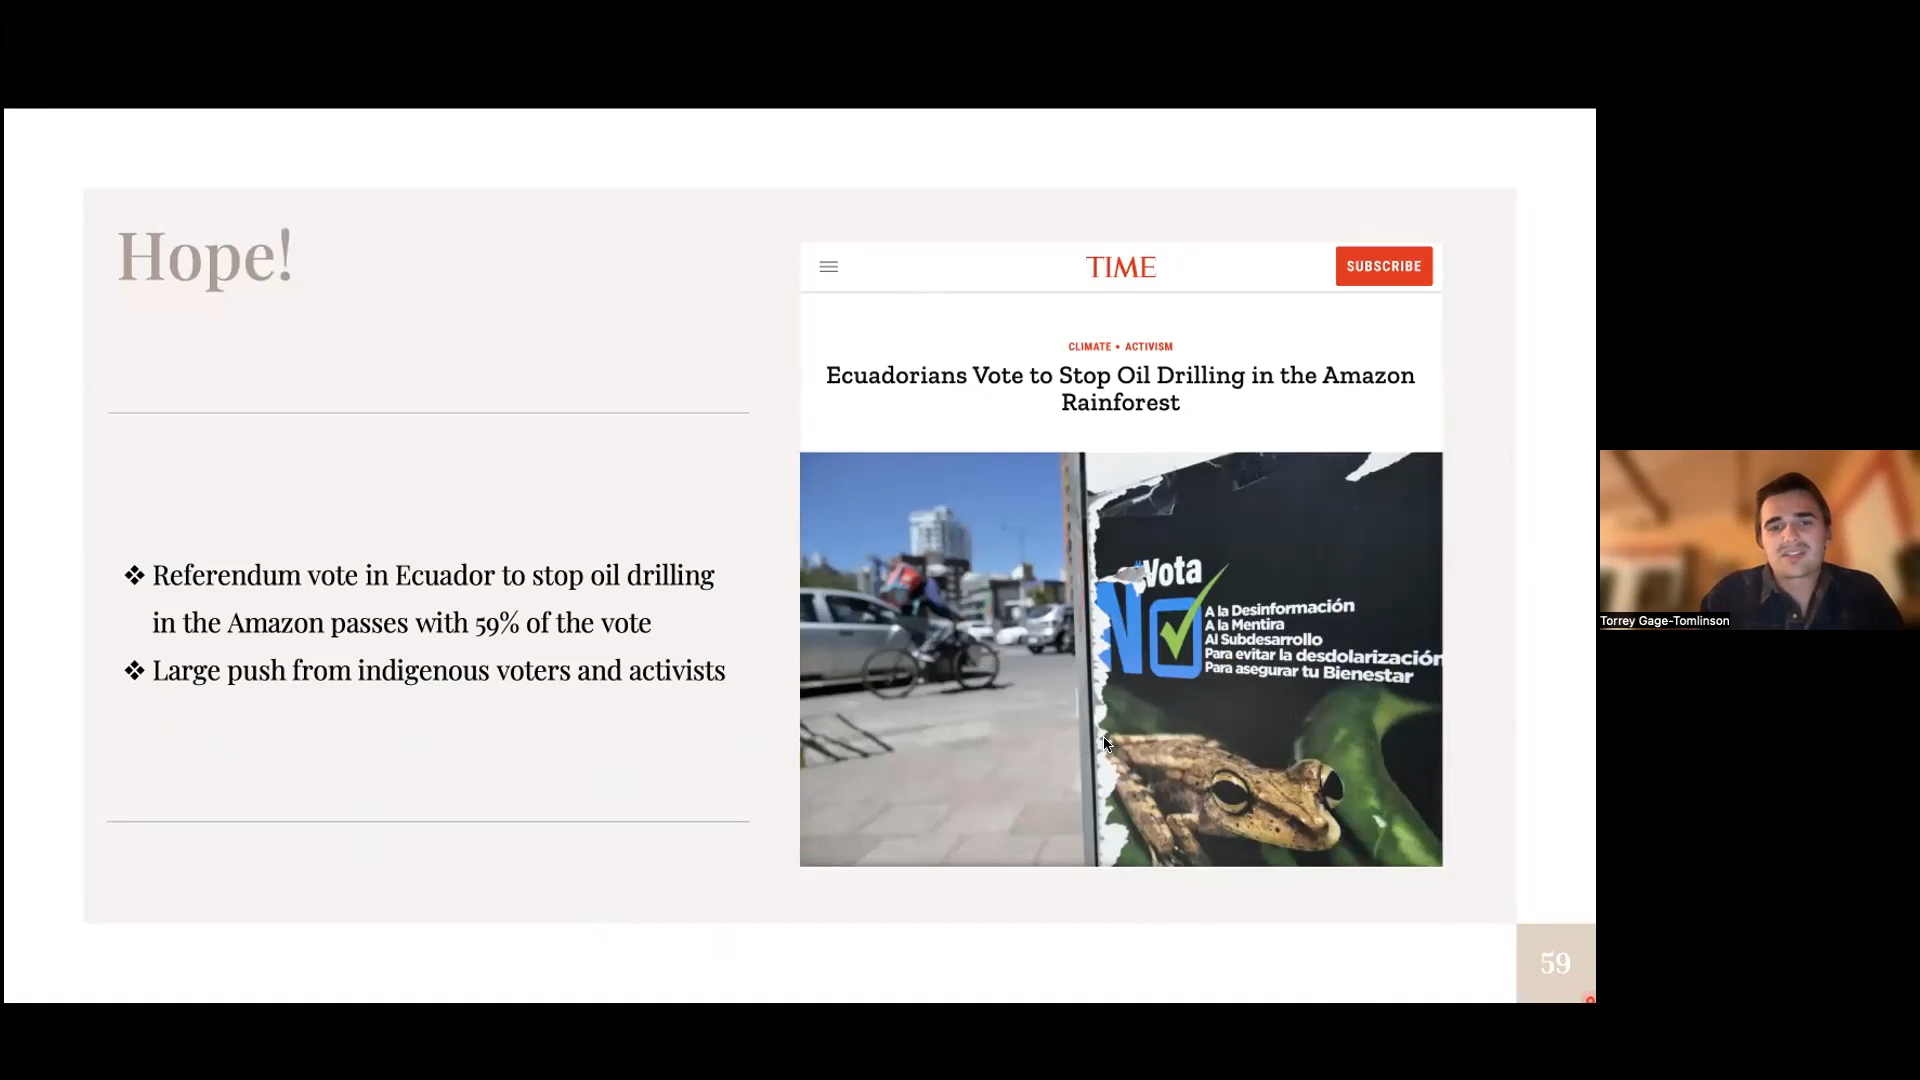 Hope!
❖ Referendum vote in Ecuador to stop oil drilling
in the Amazon passes with 59% of the vote
❖ Large push from indigenous voters and activists
TIME
SUBSCRIBE
CLIMATE • ACTIVISM
Ecuadorians Vote to Stop Oil Drilling in the Amazon
Rainforest
Vota
NO
A la Desinformación
A la Mentira
Al Subdesarrollo
Para evitar la desdolarización
Para asegurar tu Bienestar
59
Torrey Gage-Tomlinson